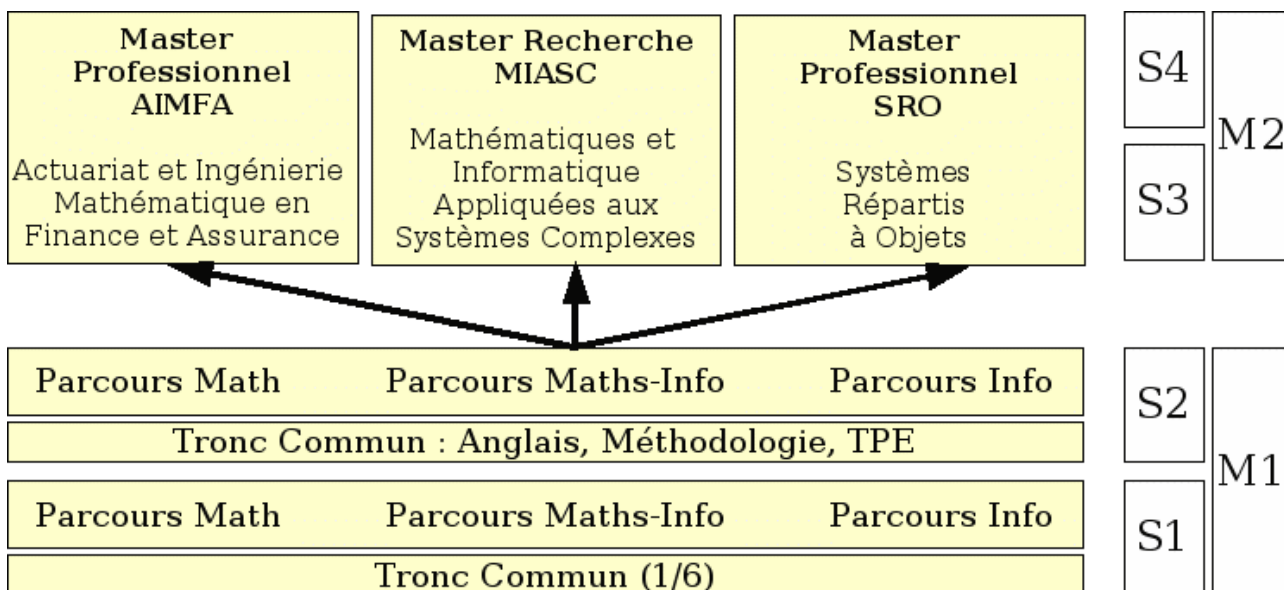 Master
Professionnel
AIMFA
Actuariat et Ingénierie
Mathématique en
Finance et Assurance
Master Recherche
MIASC
Mathématiques et
Informatique
Appliquées aux
Systèmes Complexes
Master
Professionnel
SRO
Systèmes
Répartis
à Objets
S4
S3
M2
Parcours Math Parcours Maths-Info Parcours Info
Tronc Commun : Anglais, Méthodologie, TPE
S2
Parcours Math Parcours Maths-Info Parcours Info
Tronc Commun (1/6)
S1
M1